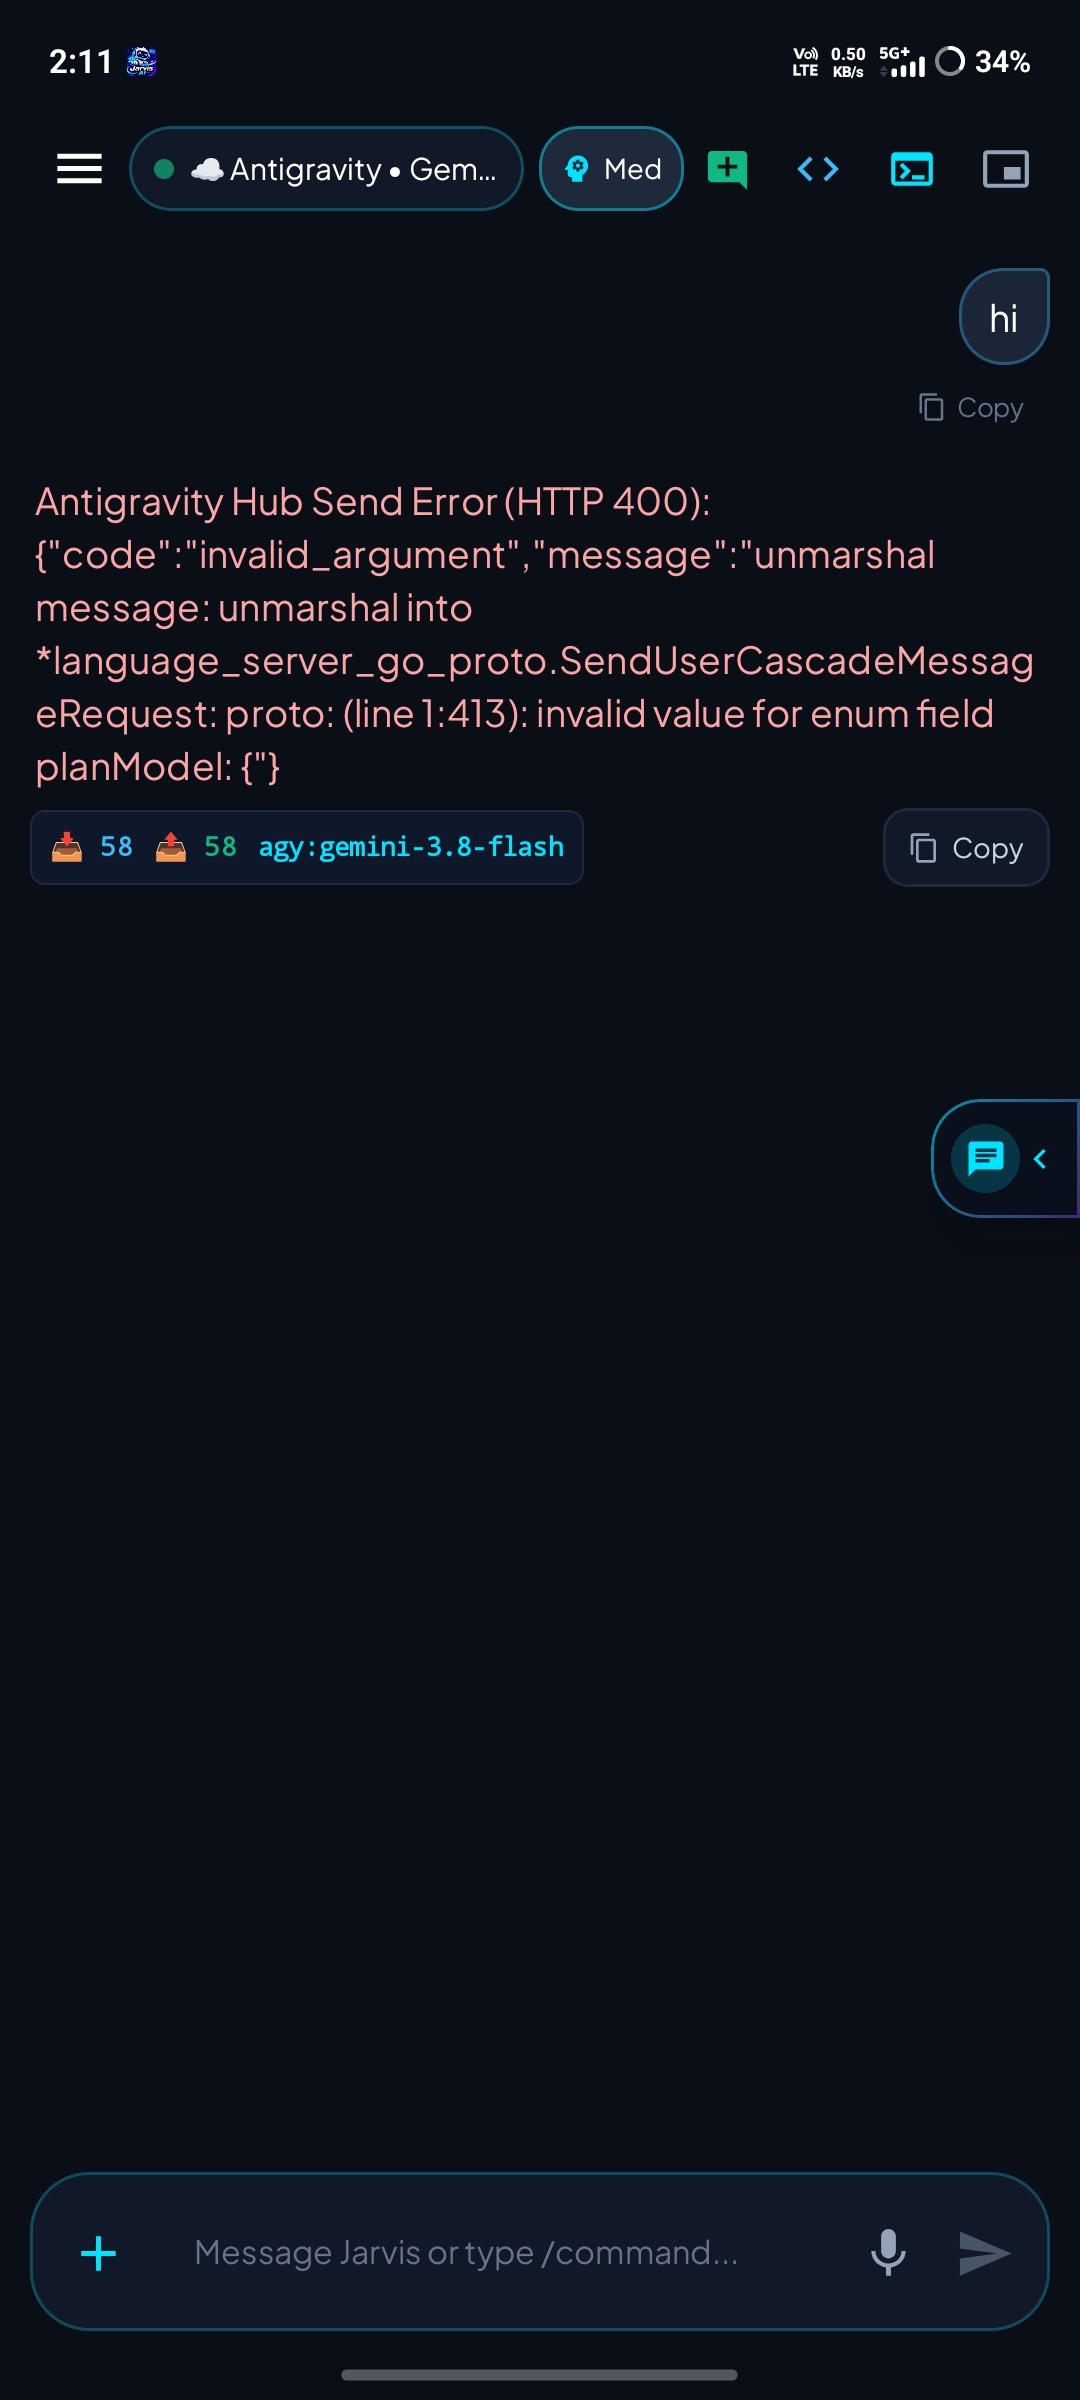 2:11
Vo))
LTE
0.50
KB/s
5G+
34%
Antigravity • Gem...
Med
hi
Copy
Antigravity Hub Send Error (HTTP 400):
{"code":"invalid_argument","message":"unmarshal
message: unmarshal into
*language_server_go_proto.SendUserCascadeMessag
eRequest: proto: (line 1:413): invalid value for enum field
planModel: {"}
58 58 agy:gemini-3.8-flash
Copy
Message Jarvis or type /command...